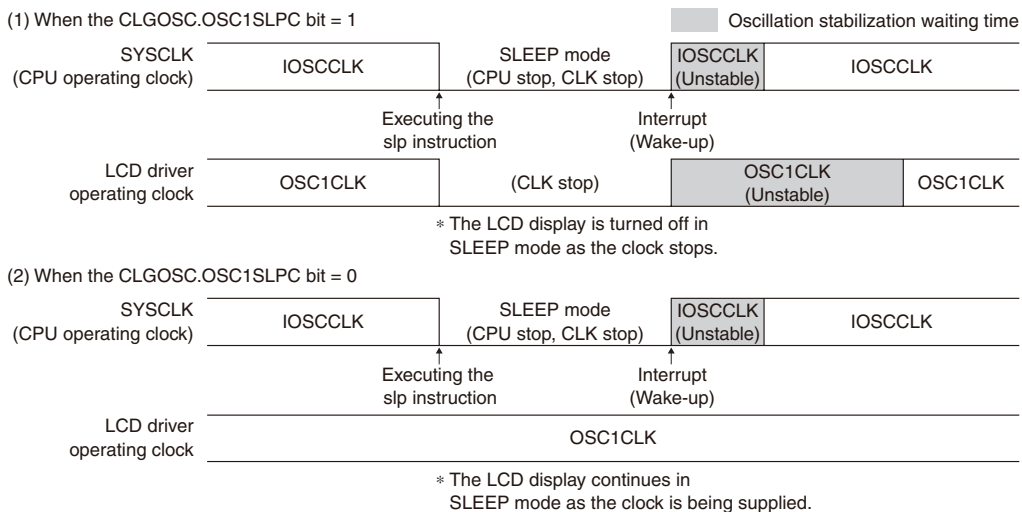 (1) When the CLGOSC.OSC1SLPC bit = 1
Oscillation stabilization waiting time
SYSCLK
(CPU operating clock)
IOSCCLK
SLEEP mode
(CPU stop, CLK stop)
IOSCCLK
(Unstable)
IOSCCLK
Executing the
slp instruction
Interrupt
(Wake-up)
LCD driver
operating clock
OSC1CLK
(CLK stop)
OSC1CLK
(Unstable)
OSC1CLK
* The LCD display is turned off in
SLEEP mode as the clock stops.
(2) When the CLGOSC.OSC1SLPC bit = 0
SYSCLK
(CPU operating clock)
IOSCCLK
SLEEP mode
(CPU stop, CLK stop)
IOSCCLK
(Unstable)
IOSCCLK
Executing the
slp instruction
Interrupt
(Wake-up)
LCD driver
operating clock
OSC1CLK
* The LCD display continues in
SLEEP mode as the clock is being supplied.